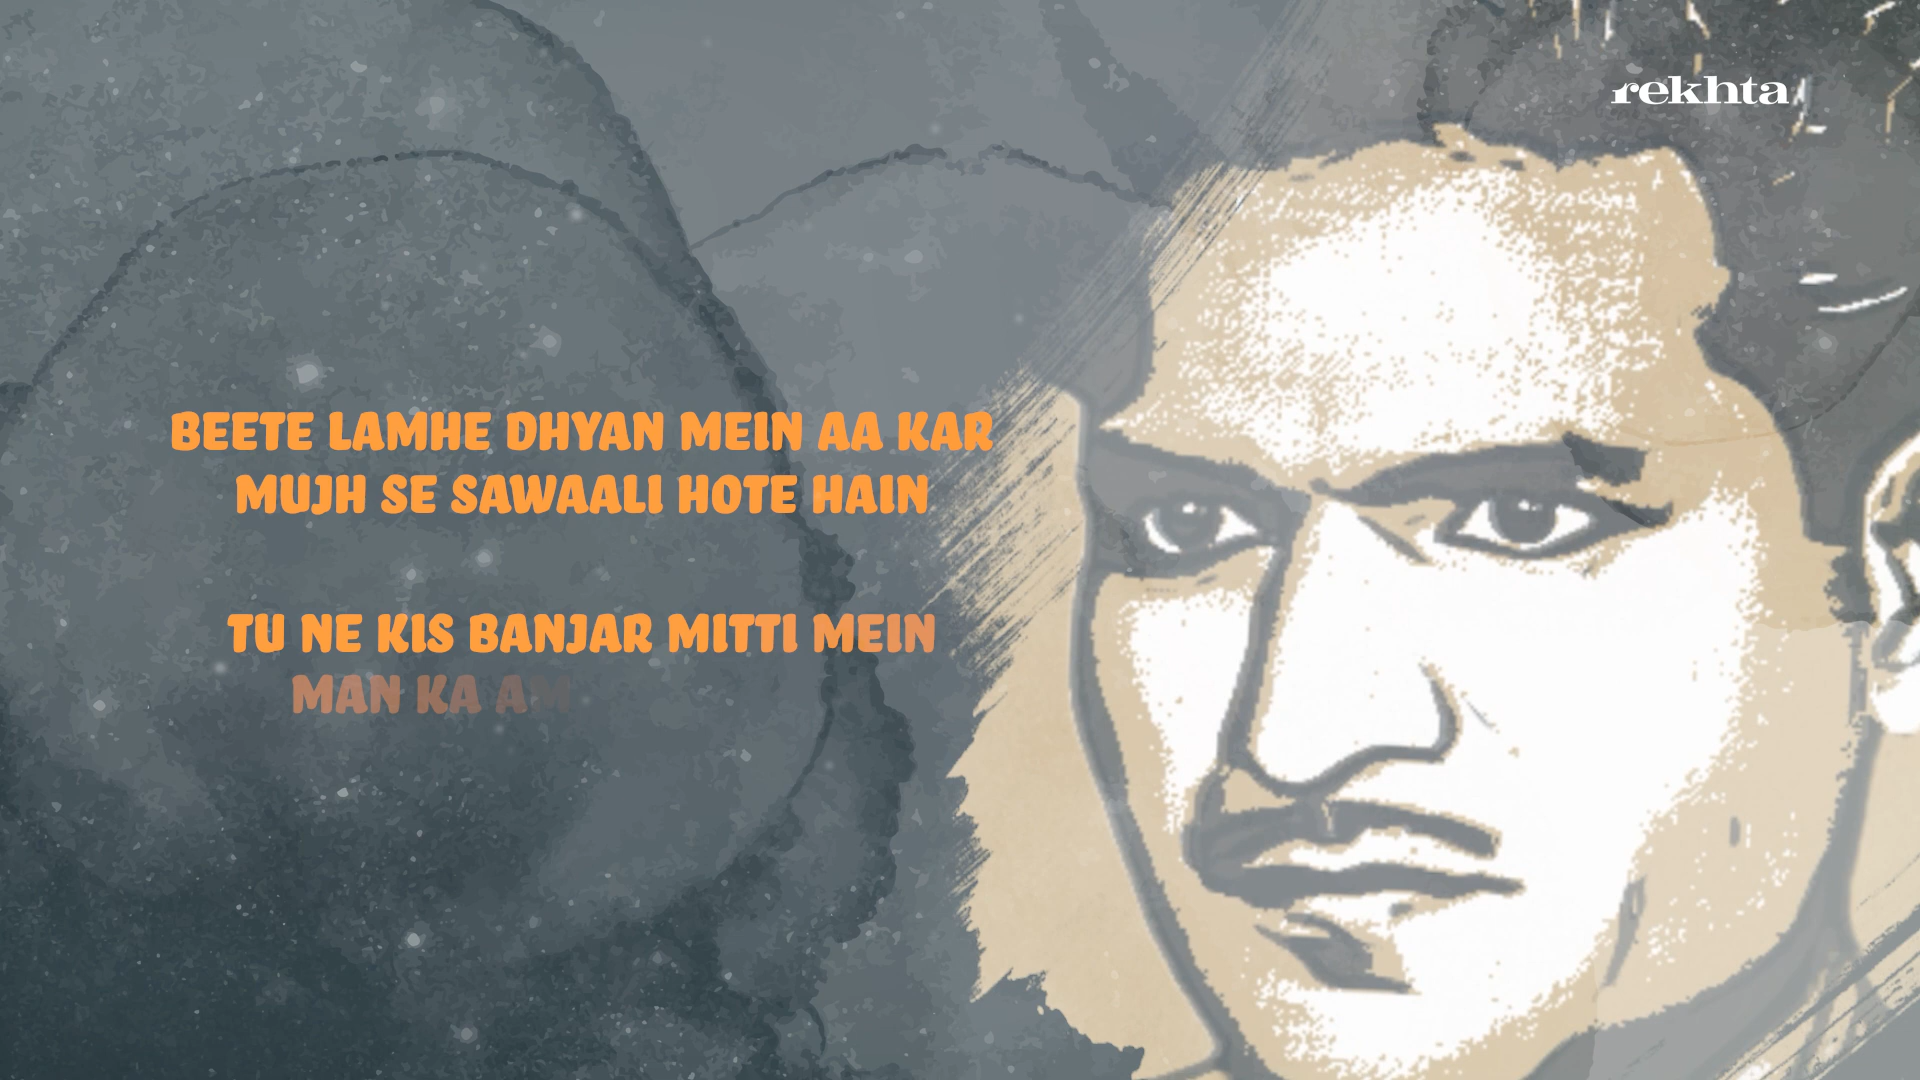 rekhta
BEETE LAMHE DHYAN MEIN AA KAR
MUJH SE SAWAALI HOTE HAIN
TU NE KIS BANJAR MITTI MEIN
MAN KA AM